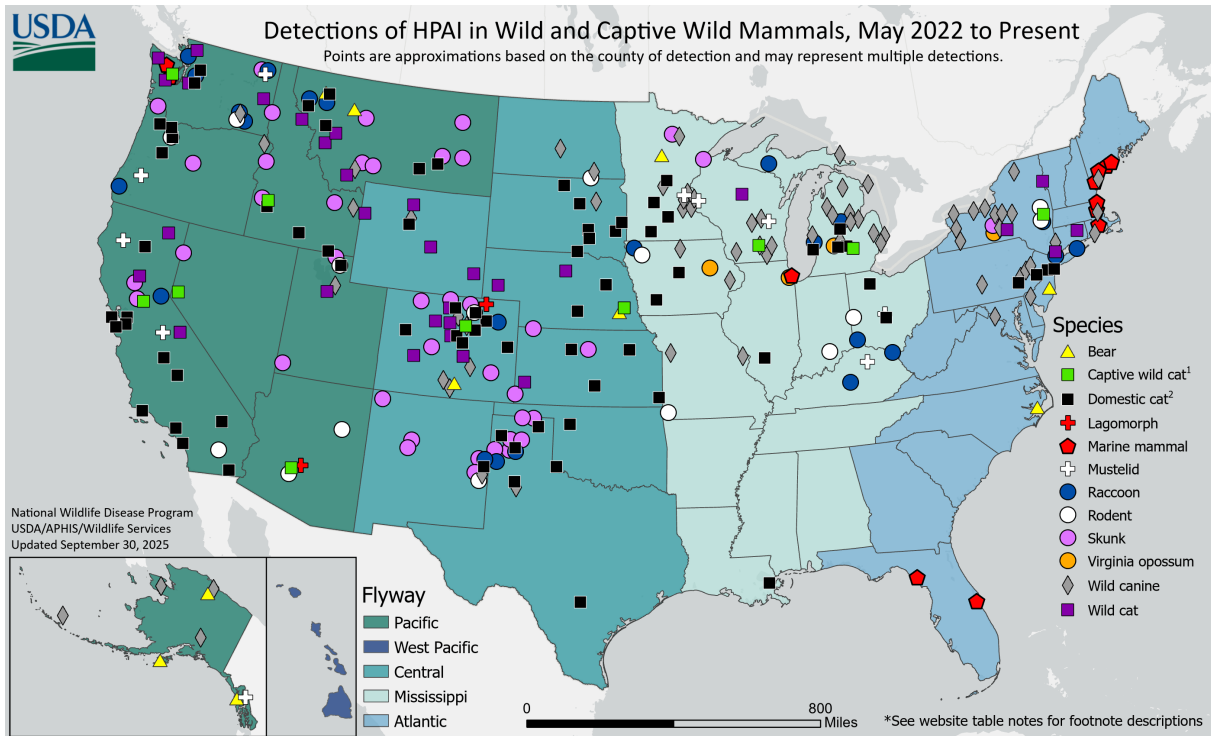 USDA
Detections of HPAI in Wild and Captive Wild Mammals, May 2022 to Present
Points are approximations based on the county of detection and may represent multiple detections.
Species
Bear
Captive wild cat1
Domestic cat2
Lagomorph
Marine mammal
Mustelid
Raccoon
Rodent
Skunk
Virginia opossum
Wild canine
Wild cat
National Wildlife Disease Program
USDA/APHIS/Wildlife Services
Updated September 30, 2025
Flyway
Pacific
West Pacific
Central
Mississippi
Atlantic
0
800
Miles
*See website table notes for footnote descriptions